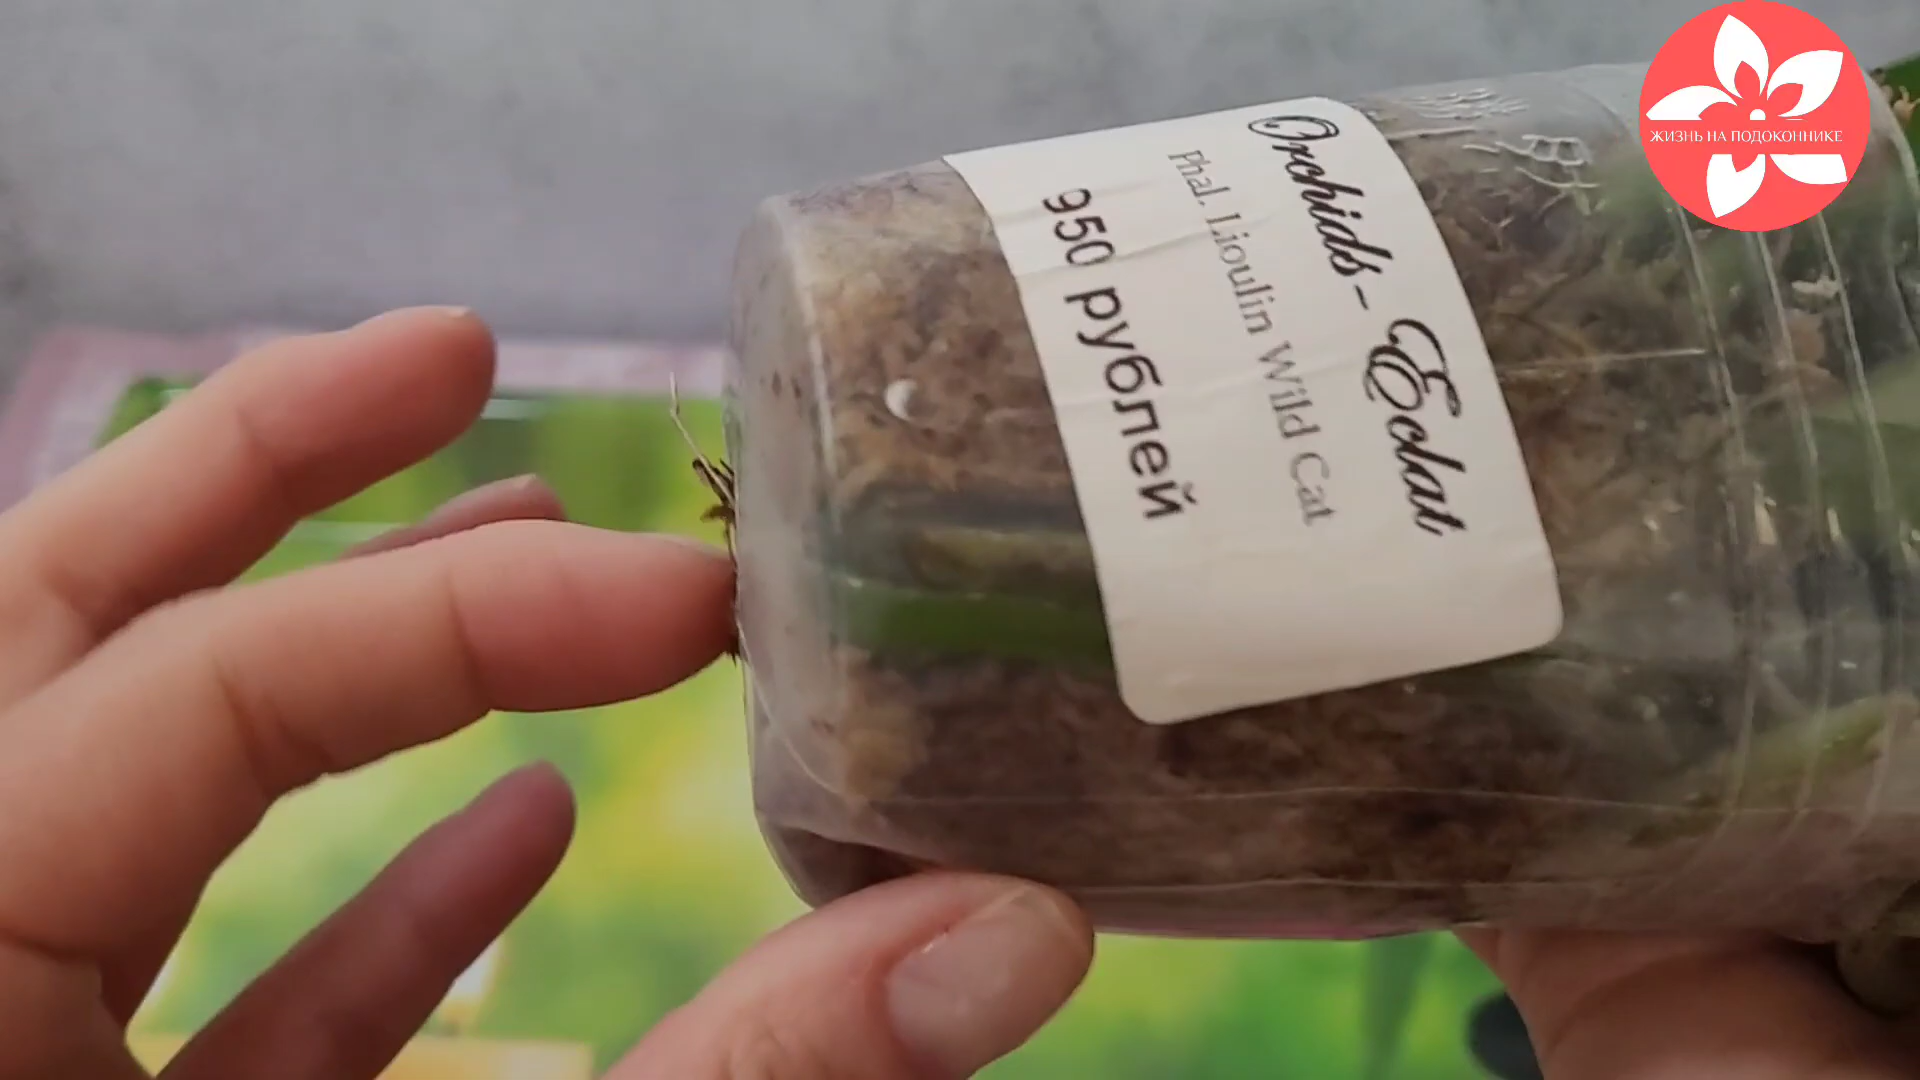 ЖИЗНЬ НА ПОДОКОННИКЕ
Orchids - Eclat
Phal. Lioulin Wild Cat
950 рублей